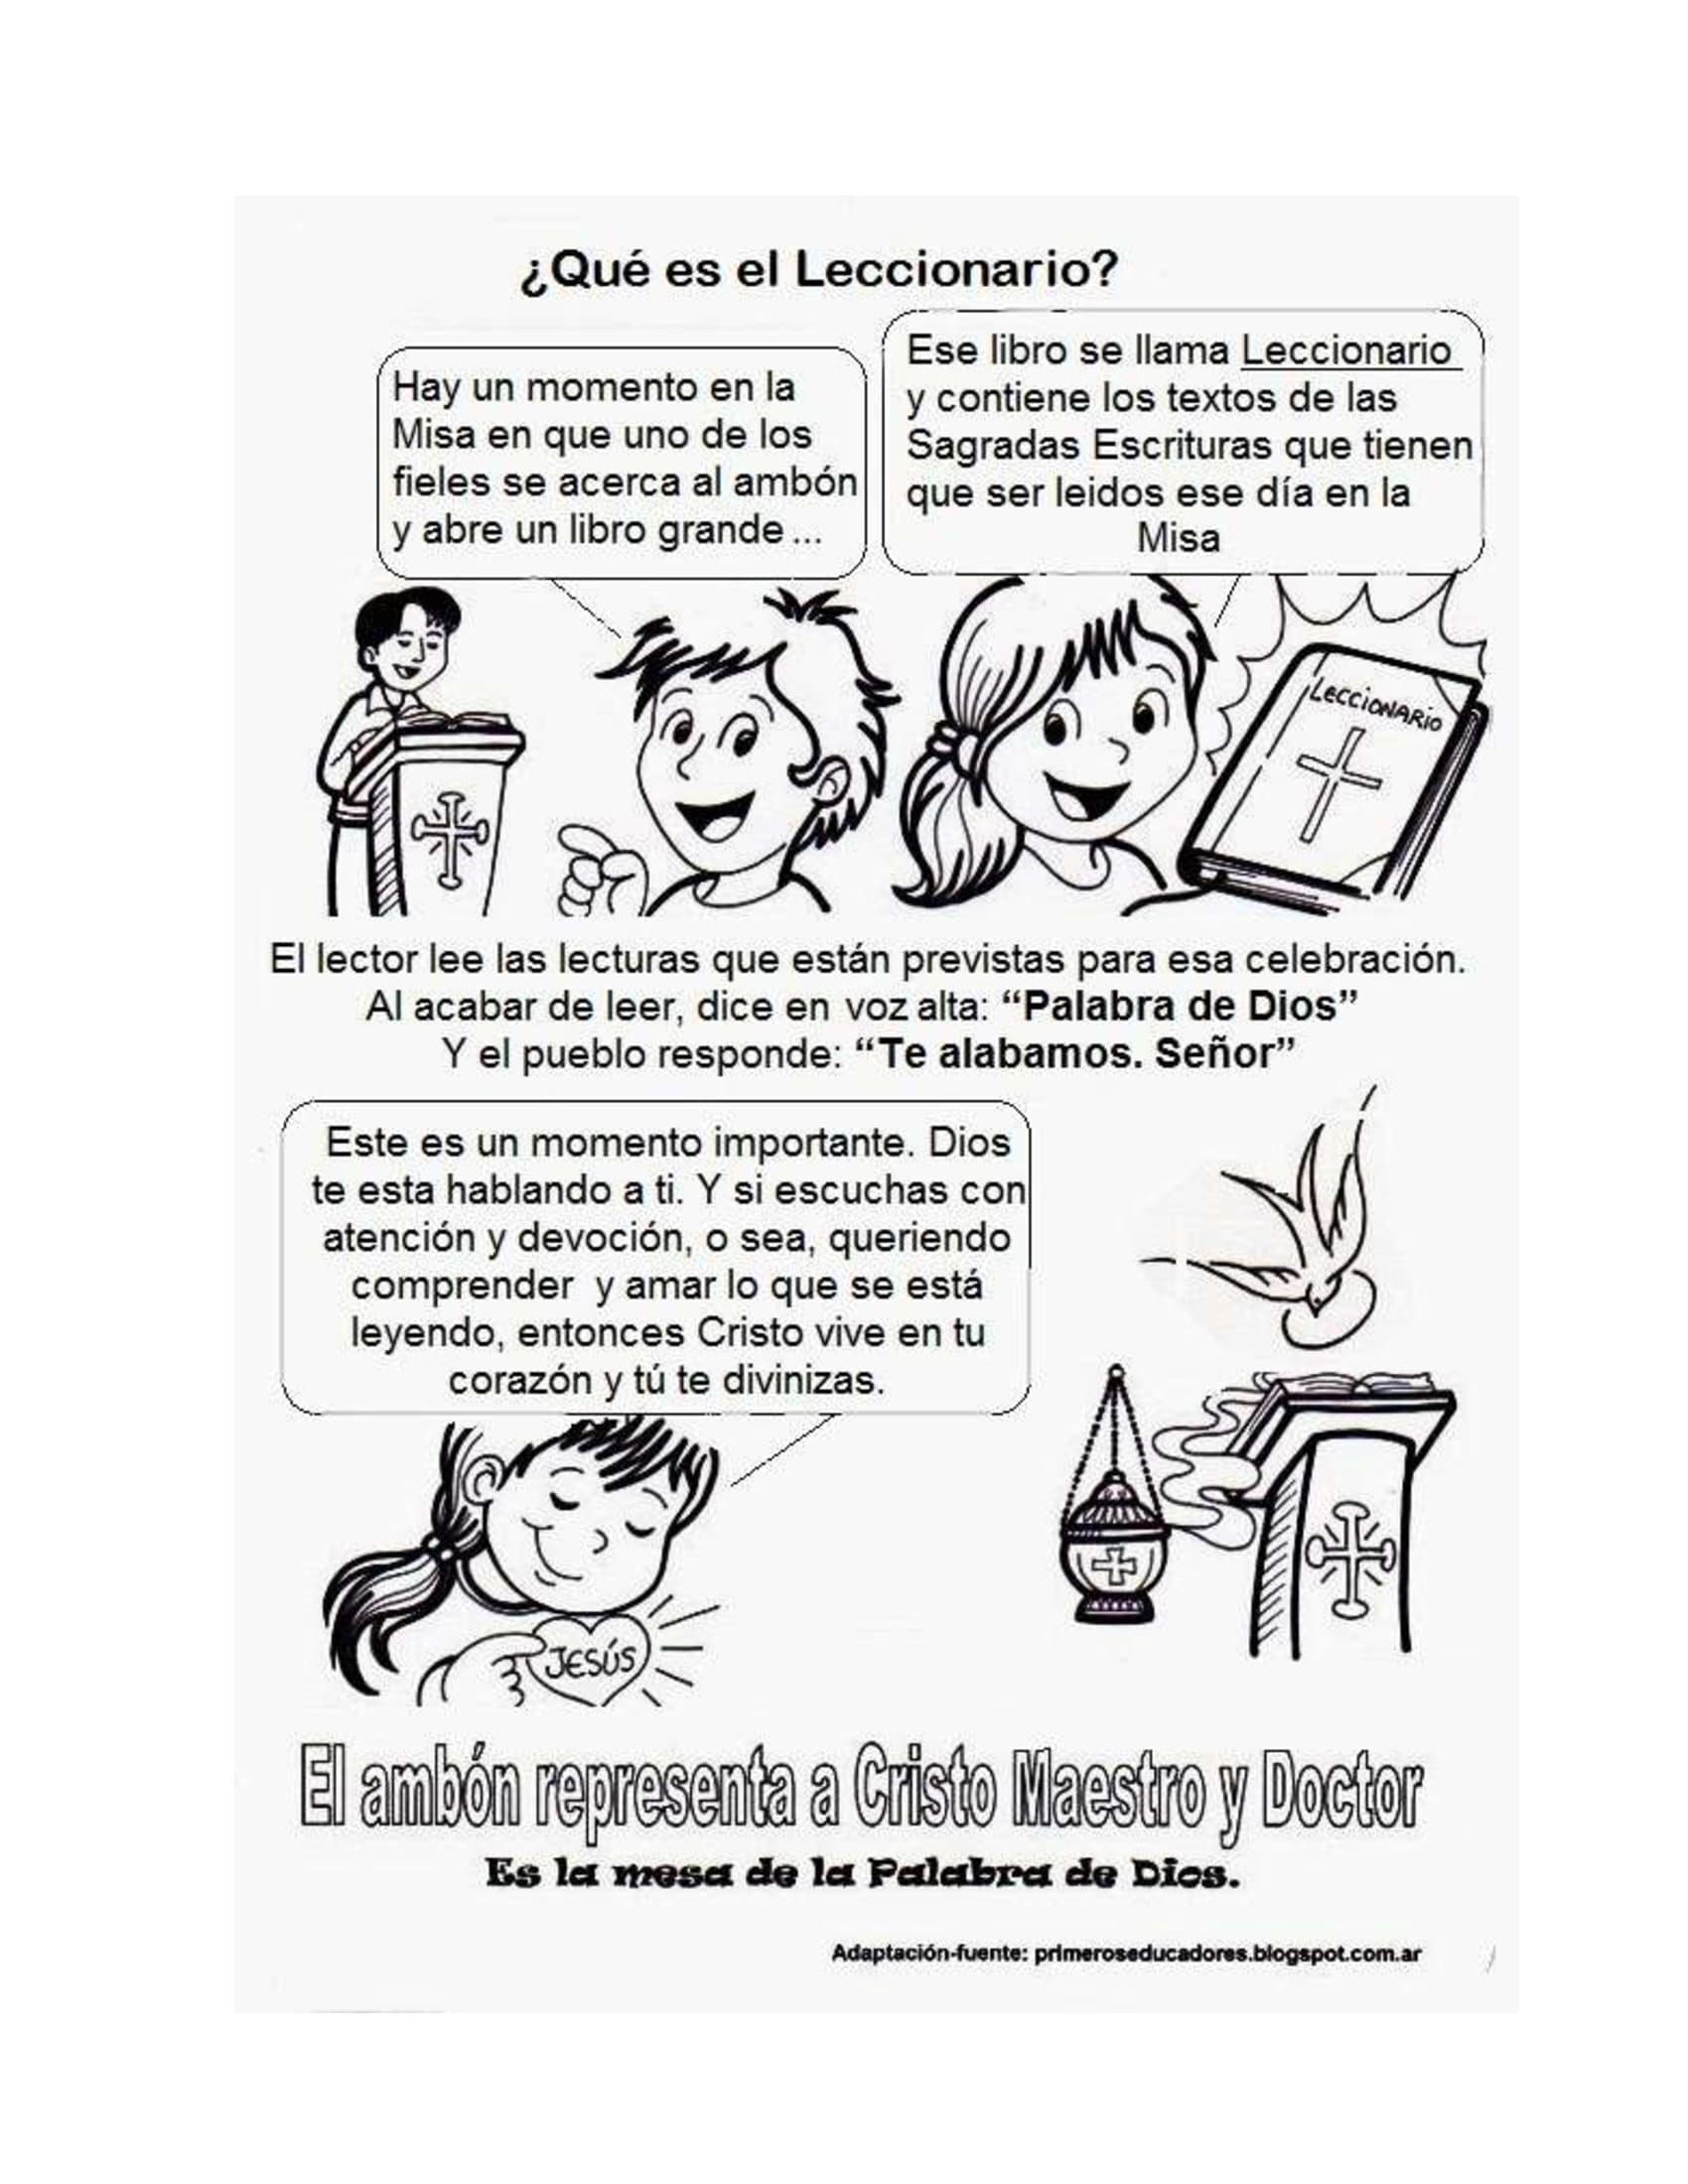 ¿Qué es el Leccionario?
Hay un momento en la
Misa en que uno de los
fieles se acerca al ambón
y abre un libro grande ...
Ese libro se llama Leccionario
y contiene los textos de las
Sagradas Escrituras que tienen
que ser leidos ese día en la
Misa
LECCIONARIO
El lector lee las lecturas que están previstas para esa celebración.
Al acabar de leer, dice en voz alta: “Palabra de Dios”
Y el pueblo responde: “Te alabamos. Señor”
Este es un momento importante. Dios
te esta hablando a ti. Y si escuchas con
atención y devoción, o sea, queriendo
comprender y amar lo que se está
leyendo, entonces Cristo vive en tu
corazón y tú te divinizas.
JESÚS
El ambón representa a Cristo Maestro y Doctor
Es la mesa de la Palabra de Dios.
Adaptación-fuente: primeroseducadores.blogspot.com.ar